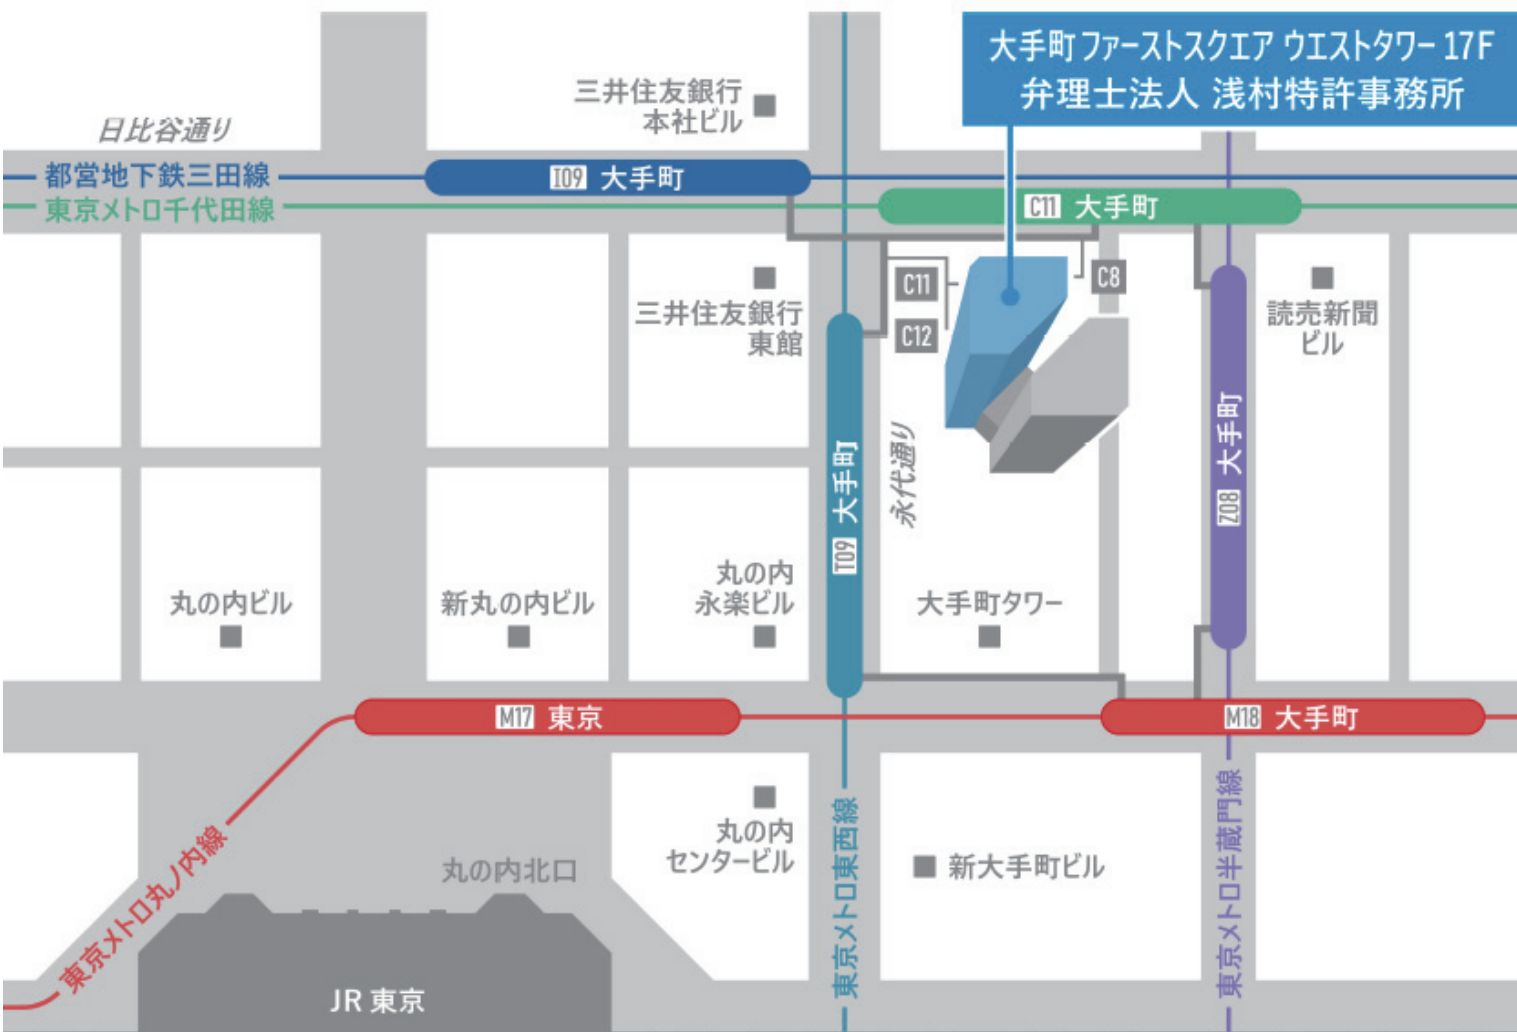 大手町ファーストスクエア ウエストタワー 17F
弁理士法人 浅村特許事務所
三井住友銀行
本社ビル
日比谷通り
都営地下鉄三田線
I09 大手町
東京メトロ千代田線
C11 大手町
C11
C8
C12
三井住友銀行
東館
読売新聞
ビル
T09 大手町
永代通り
Z08 大手町
丸の内ビル
新丸の内ビル
丸の内
永楽ビル
大手町タワー
M17 東京
M18 大手町
丸の内
センタービル
新大手町ビル
東京メトロ丸ノ内線
丸の内北口
東京メトロ東西線
東京メトロ半蔵門線
JR 東京